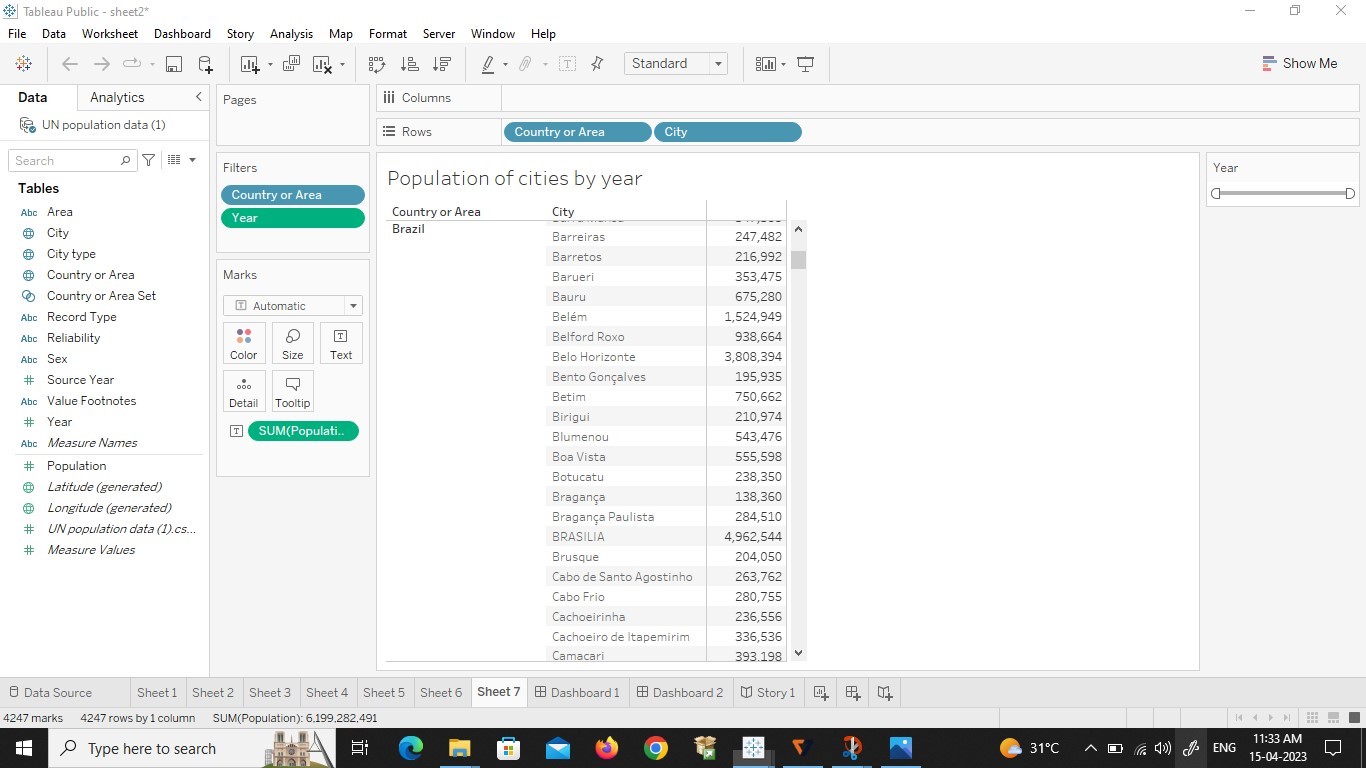 Tableau Public - sheet2*
File Data Worksheet Dashboard Story Analysis Map Format Server Window Help
Standard
Show Me
Data Analytics
UN population data (1)
Search
Tables
Abc Area
City
City type
Country or Area
Country or Area Set
Abc Record Type
Abc Reliability
Abc Sex
# Source Year
Abc Value Footnotes
# Year
Abc Measure Names
# Population
Latitude (generated)
Longitude (generated)
# UN population data (1).cs...
# Measure Values
Pages
Filters
Country or Area
Year
Marks
Automatic
Color Size Text
Detail Tooltip
SUM(Populati..
Columns
Rows Country or Area City
Population of cities by year
Country or Area City
Brazil
Barreiras 247,482
Barretos 216,992
Barueri 353,475
Bauru 675,280
Belém 1,524,949
Belford Roxo 938,664
Belo Horizonte 3,808,394
Bento Gonçalves 195,935
Betim 750,662
Birigui 210,974
Blumenou 543,476
Boa Vista 555,598
Botucatu 238,350
Bragança 138,360
Bragança Paulista 284,510
BRASILIA 4,962,544
Brusque 204,050
Cabo de Santo Agostinho 263,762
Cabo Frio 280,755
Cachoeirinha 236,556
Cachoeiro de Itapemirim 336,536
Camacari 393,198
Year
Data Source Sheet 1 Sheet 2 Sheet 3 Sheet 4 Sheet 5 Sheet 6 Sheet 7 Dashboard 1 Dashboard 2 Story 1
4247 marks 4247 rows by 1 column SUM(Population): 6,199,282,491
Type here to search
31°C ENG 11:33 AM
15-04-2023